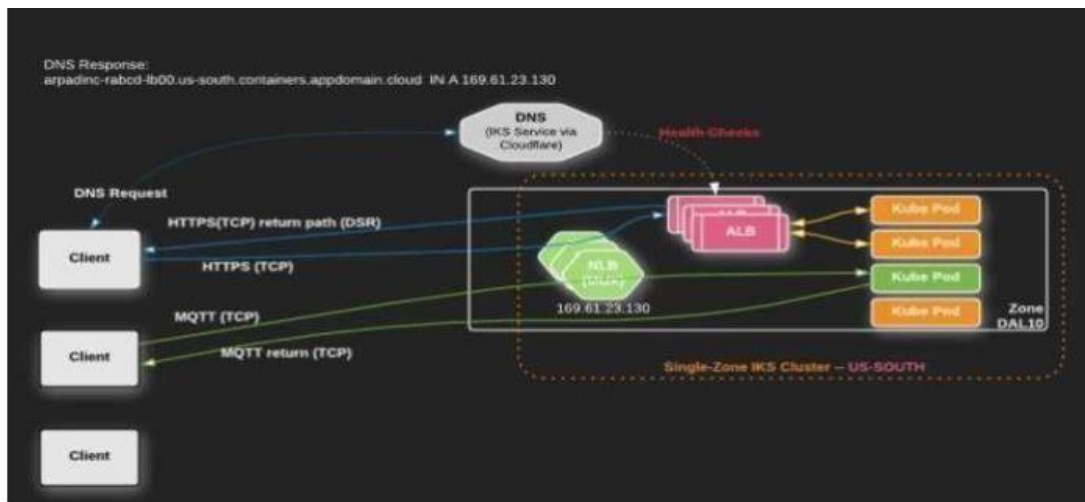 DNS Response:
arpadinc-rabcd-lb00.us-south.containers.appdomain.cloud IN A 169.61.23.130
DNS
(IKS Service via
Cloudflare)
Health Checks
DNS Request
HTTPS(TCP) return path (DSR)
Client
HTTPS (TCP)
ALB
ALB
Kube Pod
Kube Pod
NLB
(MUX)
Kube Pod
169.61.23.130
Kube Pod
Zone
DAL10
MQTT (TCP)
Client
MQTT return (TCP)
Single-Zone IKS Cluster – US-SOUTH
Client